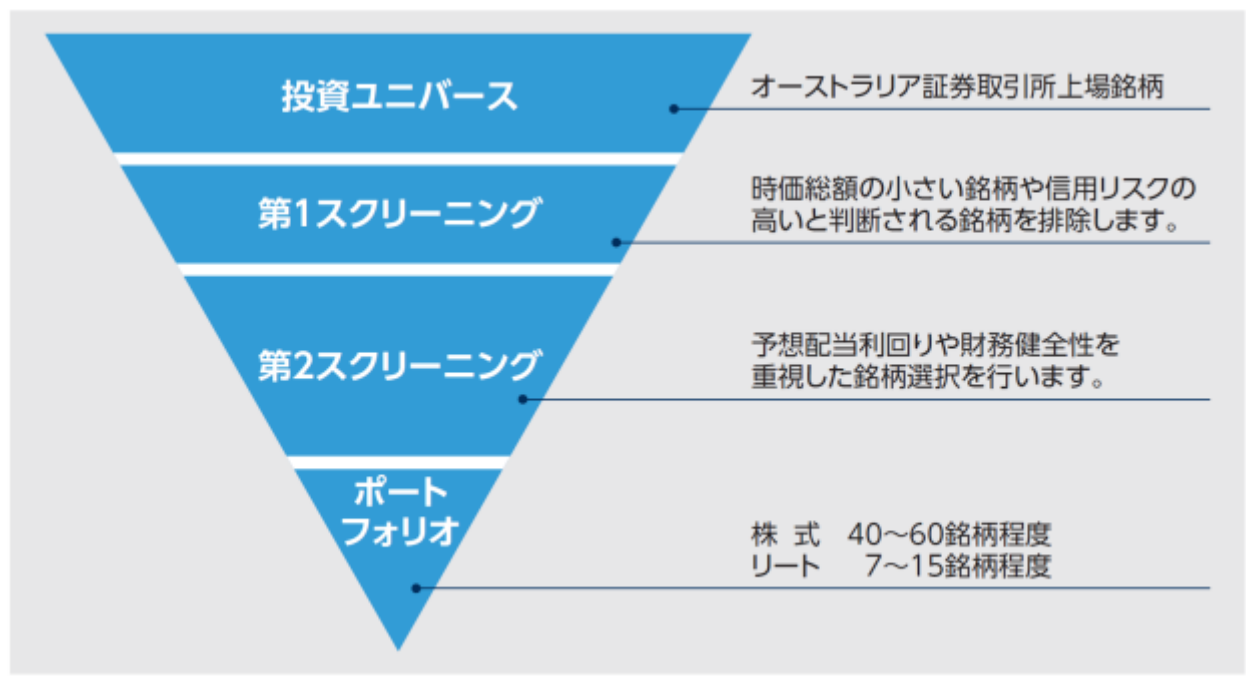 投資ユニバース
オーストラリア証券取引所上場銘柄
第1スクリーニング
時価総額の小さい銘柄や信用リスクの
高いと判断される銘柄を排除します。
第2スクリーニング
予想配当利回りや財務健全性を
重視した銘柄選択を行います。
ポート
フォリオ
株 式 40～60銘柄程度
リート 7～15銘柄程度